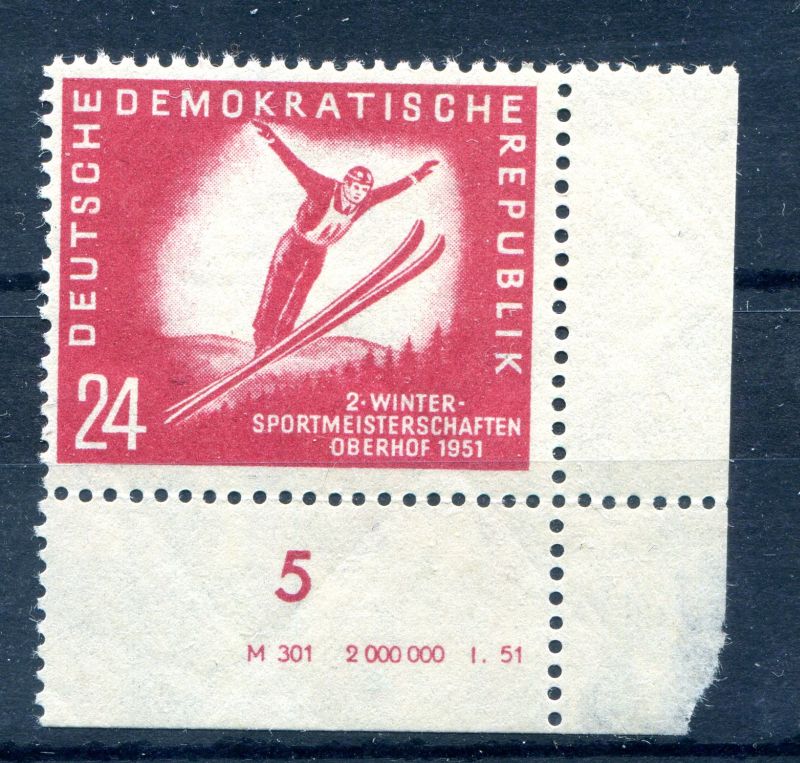 DEUTSCHE DEMOKRATISCHE REPUBLIK
24
2·WINTER-
SPORTMEISTERSCHAFTEN
OBERHOF 1951
5
M 301 2 000 000 I. 51